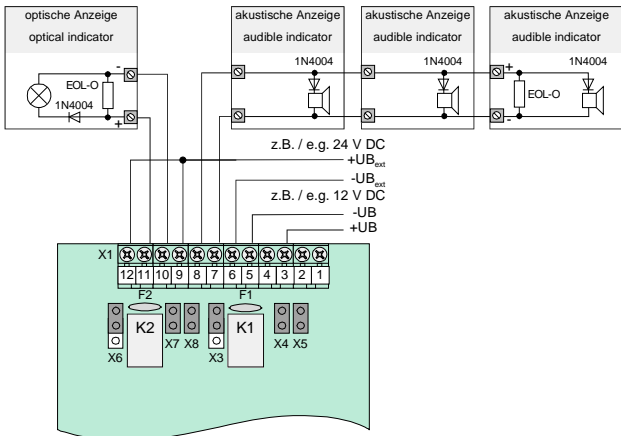 optische Anzeige
optical indicator
akustische Anzeige
audible indicator
akustische Anzeige
audible indicator
akustische Anzeige
audible indicator
-
EOL-O
1N4004
+
1N4004
1N4004
+
1N4004
EOL-O
-
z.B. / e.g. 24 V DC
+UBext
-UBext
z.B. / e.g. 12 V DC
-UB
+UB
X1
12 11 10 9 8 7 6 5 4 3 2 1
F2
F1
K2
K1
X6
X7
X8
X3
X4
X5